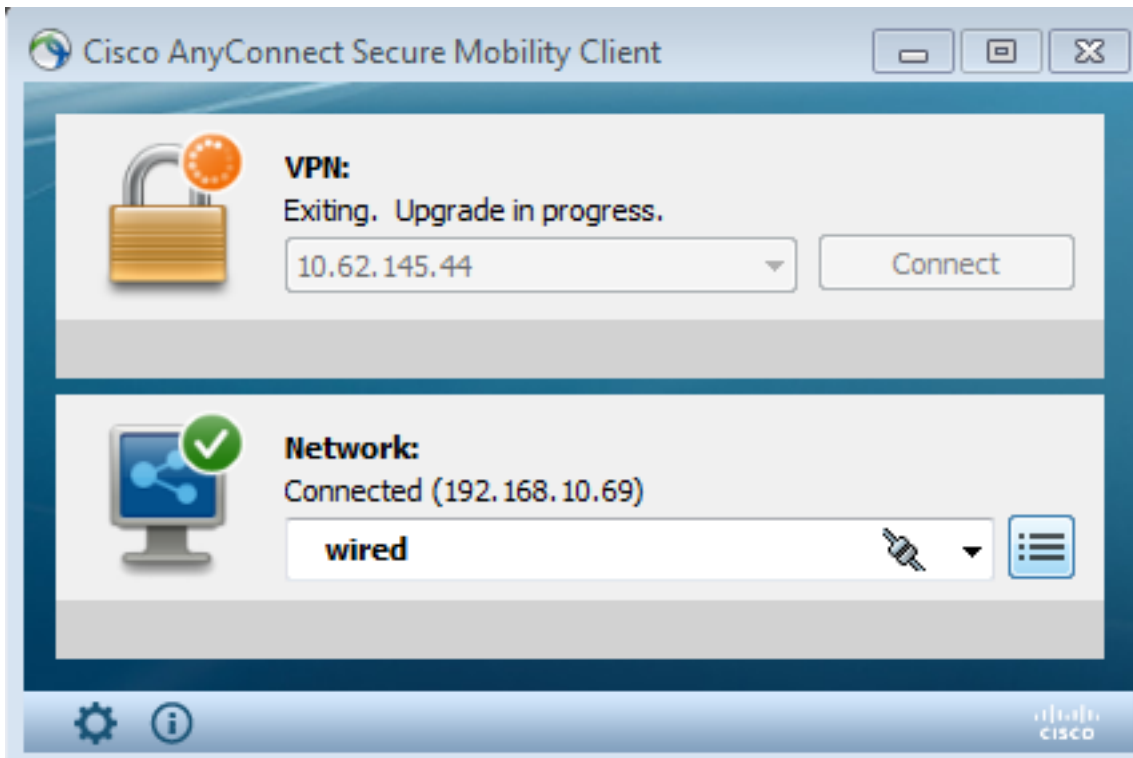 Cisco AnyConnect Secure Mobility Client
VPN:
Exiting.  Upgrade in progress.
10.62.145.44
Connect
Network:
Connected (192.168.10.69)
wired
CISCO